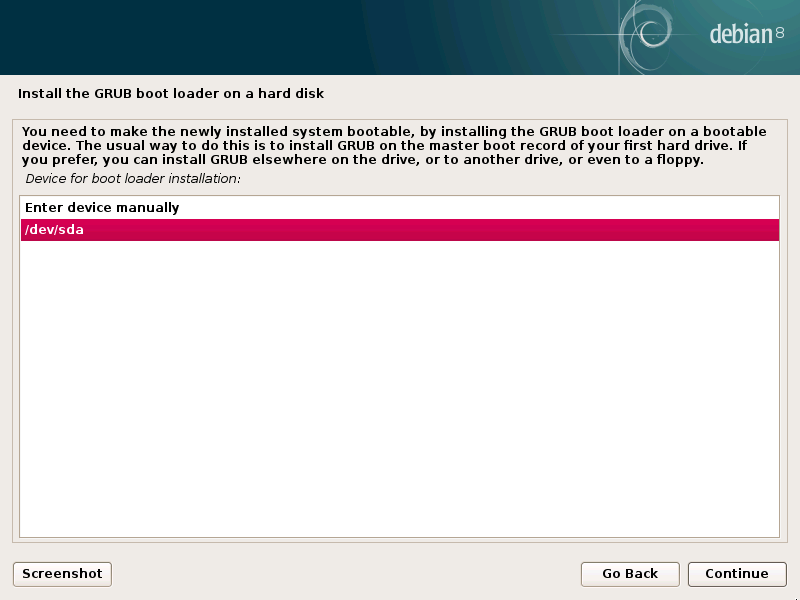 debian 8
Install the GRUB boot loader on a hard disk
You need to make the newly installed system bootable, by installing the GRUB boot loader on a bootable
device. The usual way to do this is to install GRUB on the master boot record of your first hard drive. If
you prefer, you can install GRUB elsewhere on the drive, or to another drive, or even to a floppy.
Device for boot loader installation:
Enter device manually
/dev/sda
Screenshot
Go Back
Continue